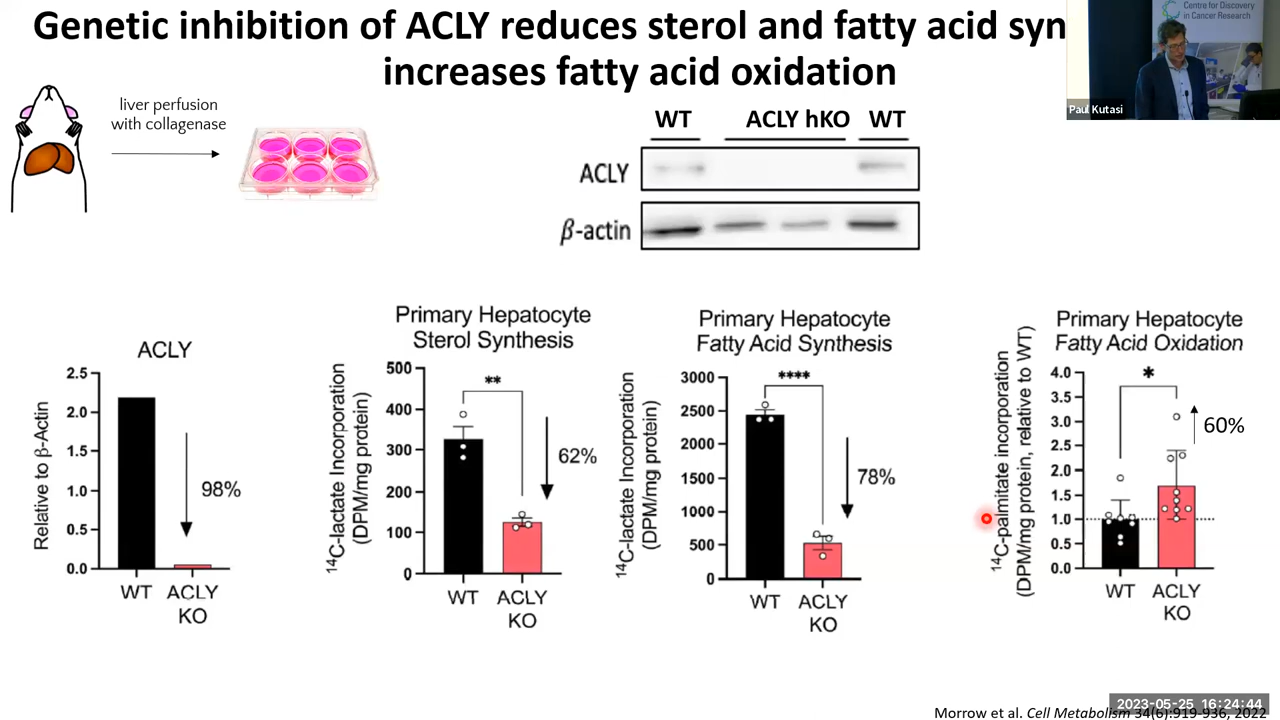 Genetic inhibition of ACLY reduces sterol and fatty acid syn
increases fatty acid oxidation
Centre for Discovery
in Cancer Research
Paul Kutasi
liver perfusion
with collagenase
WT ACLY hKO WT
ACLY
β-actin
ACLY
Relative to β-Actin
2.5
2.0
1.5
1.0
0.5
0.0
98%
WT ACLY
KO
Primary Hepatocyte
Sterol Synthesis
¹⁴C-lactate Incorporation
(DPM/mg protein)
500
400
300
200
100
0
**
62%
WT ACLY
KO
Primary Hepatocyte
Fatty Acid Synthesis
¹⁴C-lactate Incorporation
(DPM/mg protein)
3000
2500
2000
1500
1000
500
0
****
78%
WT ACLY
KO
Primary Hepatocyte
Fatty Acid Oxidation
¹⁴C-palmitate incorporation
(DPM/mg protein, relative to WT)
4.0
3.5
3.0
2.5
2.0
1.5
1.0
0.5
0.0
*
60%
WT ACLY
KO
2023-05-25 16:24:44
Morrow et al. Cell Metabolism 34(6):919-936, 2022